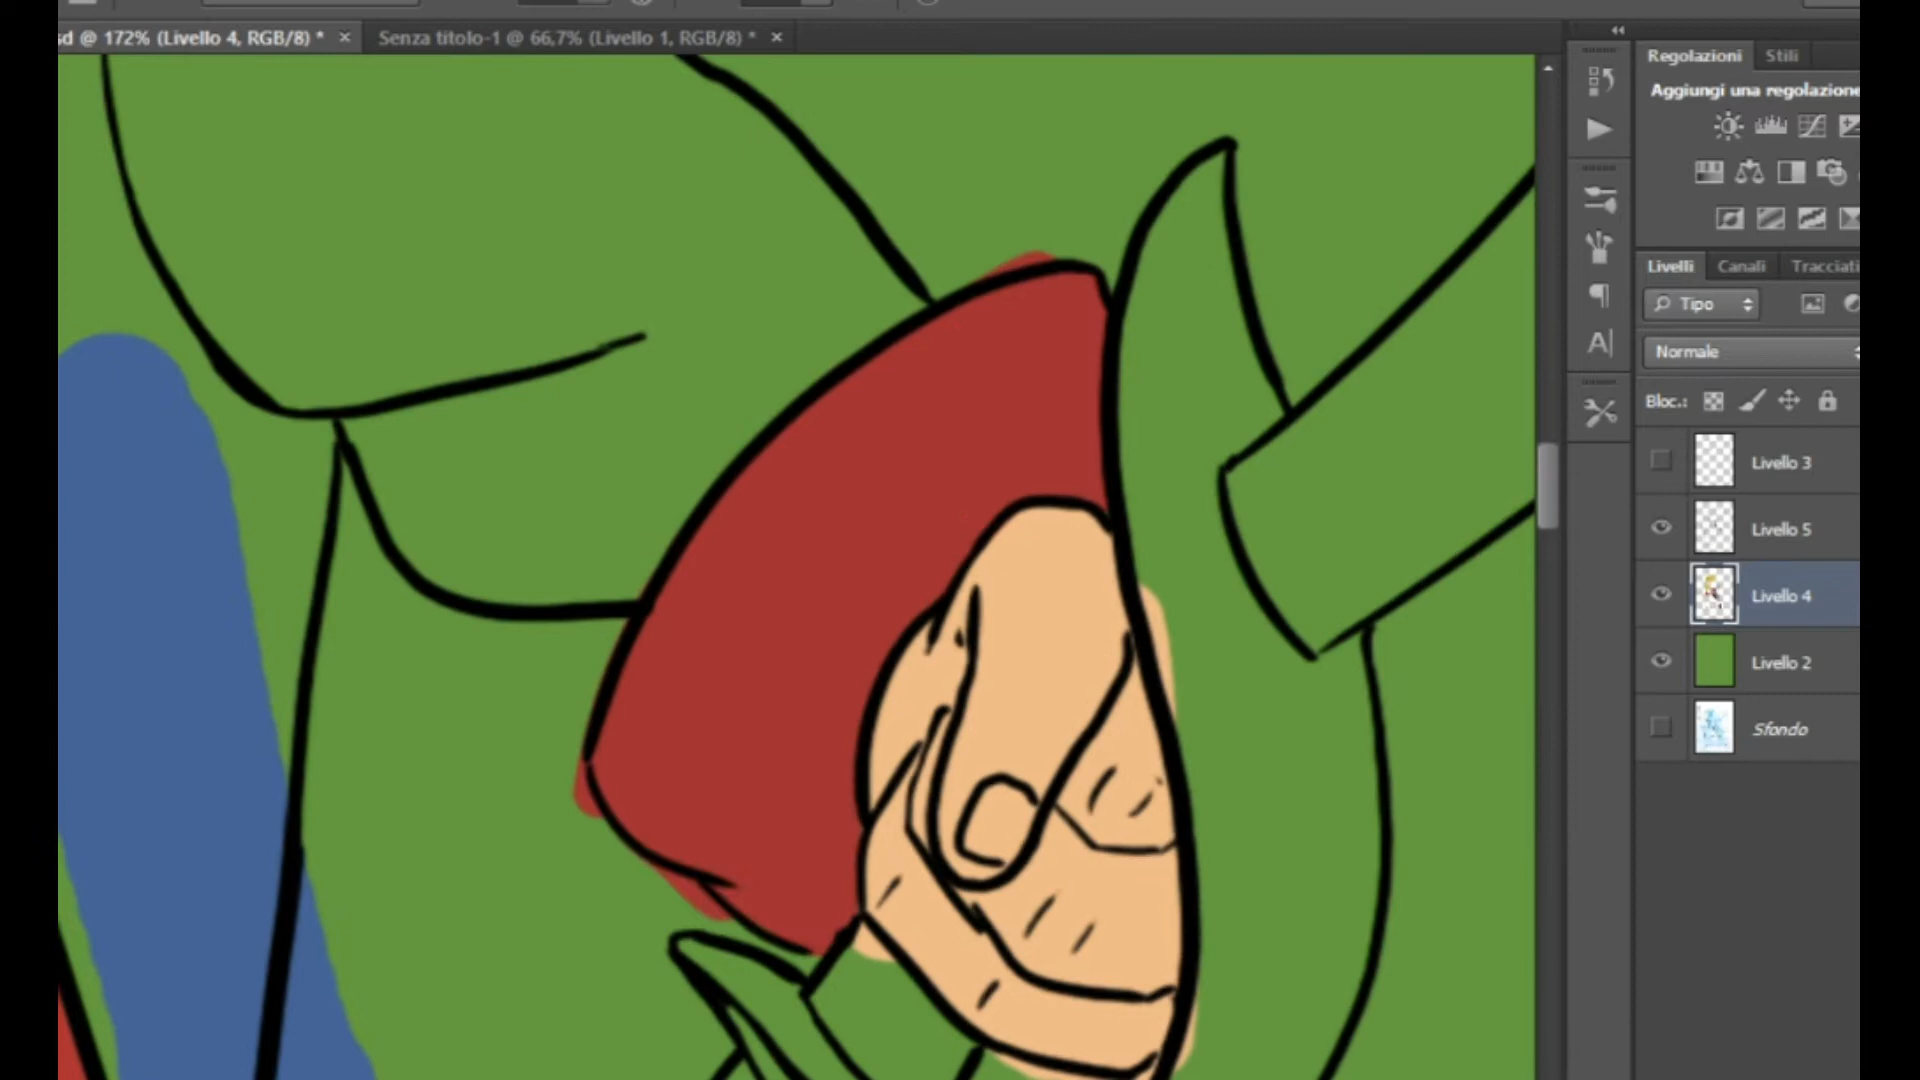 sd @ 172% (Livello 4, RGB/8) *
Senza titolo-1 @ 66,7% (Livello 1, RGB/8) *
Regolazioni Stili
Aggiungi una regolazione
Livelli Canali Tracciati
Tipo
Normale
Bloc.:
Livello 3
Livello 5
Livello 4
Livello 2
Sfondo